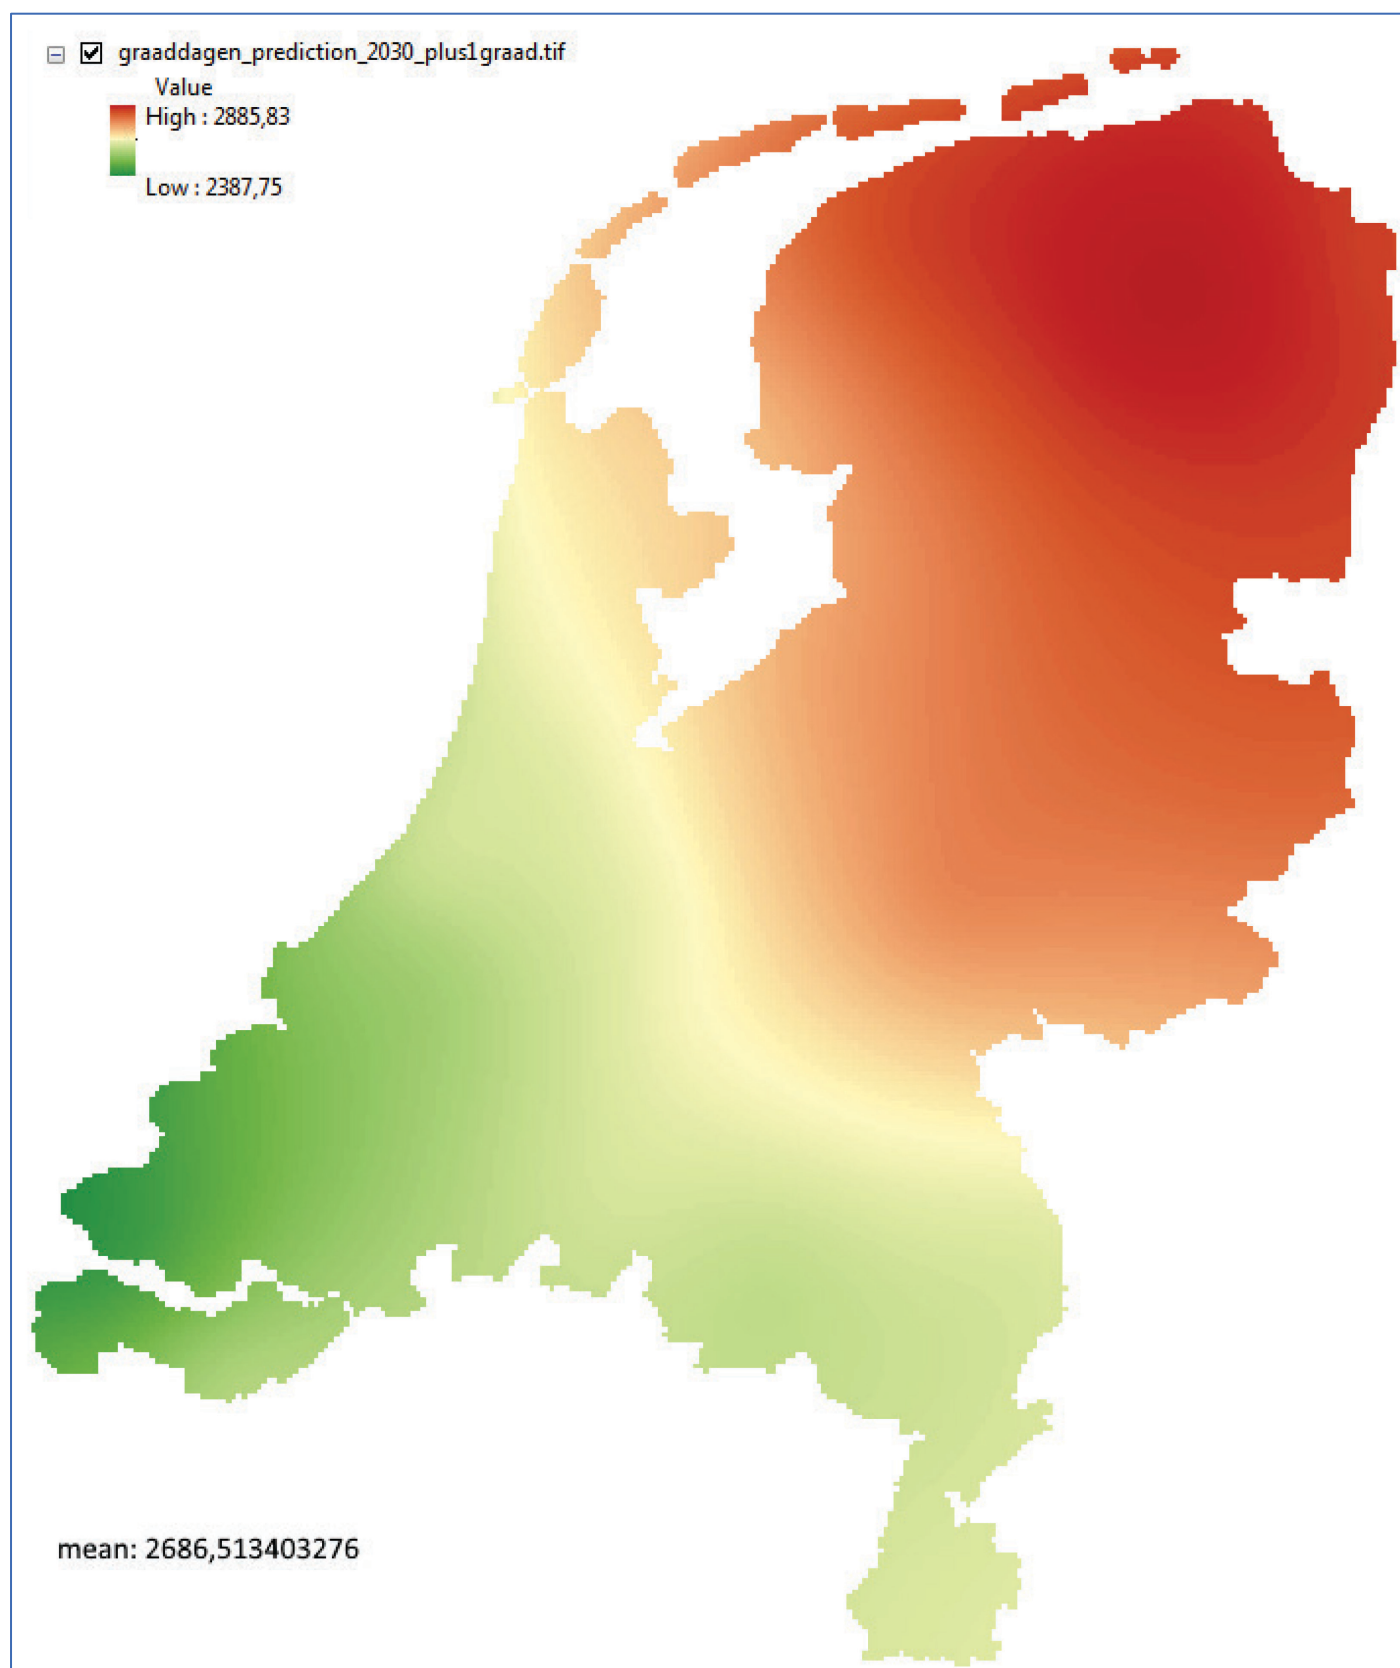 graaddagen_prediction_2030_plus1graad.tif
Value
High : 2885,83
Low : 2387,75
mean: 2686,513403276